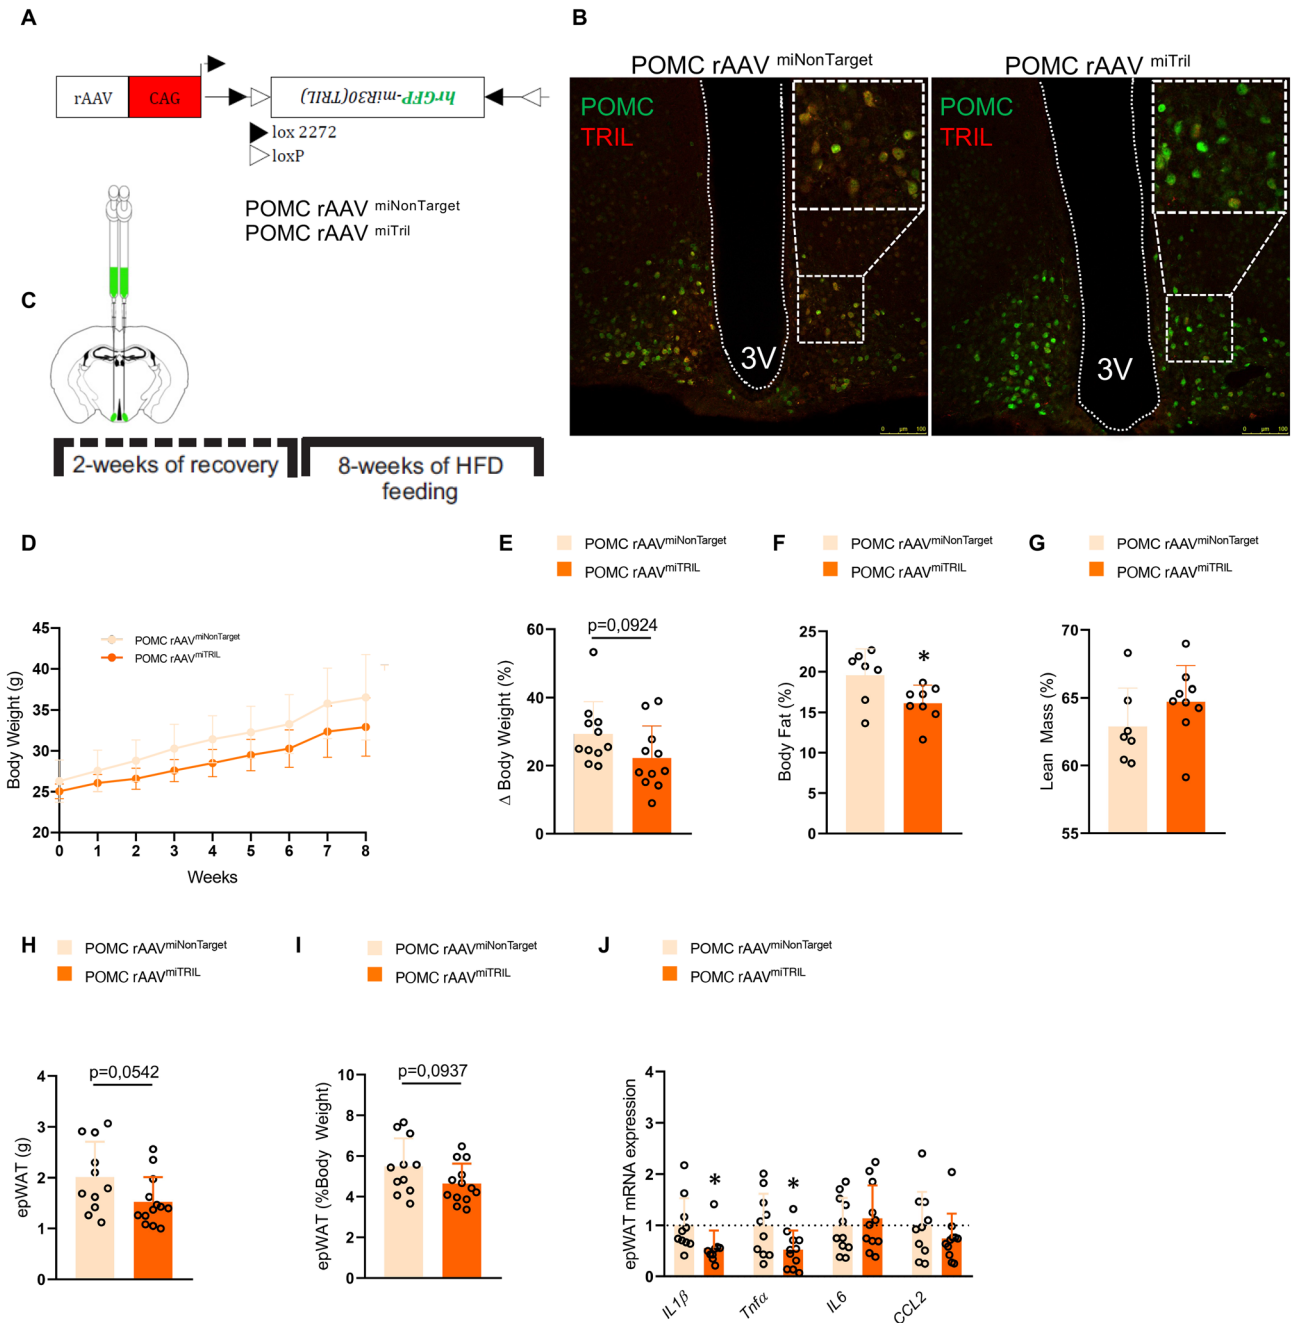 A
rAAV
CAG
hrGFP-miR30(TRIL)
lox 2272
loxP
POMC rAAV miNonTarget
POMC rAAV miTril
B
POMC rAAV miNonTarget
POMC rAAV miTril
POMC
TRIL
3V
0 µm 100
POMC
TRIL
3V
0 µm 100
C
2-weeks of recovery
8-weeks of HFD
feeding
D
POMC rAAVmiNonTarget
POMC rAAVmiTRIL
Body Weight (g)
45
40
35
30
25
20
0 1 2 3 4 5 6 7 8
Weeks
E
POMC rAAVmiNonTarget
POMC rAAVmiTRIL
p=0,0924
Δ Body Weight (%)
60
40
20
0
F
POMC rAAVmiNonTarget
POMC rAAVmiTRIL
Body Fat (%)
25
20
15
10
5
0
*
G
POMC rAAVmiNonTarget
POMC rAAVmiTRIL
Lean Mass (%)
70
65
60
55
H
POMC rAAVmiNonTarget
POMC rAAVmiTRIL
p=0,0542
epWAT (g)
4
3
2
1
0
I
POMC rAAVmiNonTarget
POMC rAAVmiTRIL
p=0,0937
epWAT (%Body Weight)
10
8
6
4
2
0
J
POMC rAAVmiNonTarget
POMC rAAVmiTRIL
epWAT mRNA expression
4
3
2
1
0
*
*
IL1β
Tnfα
IL6
CCL2